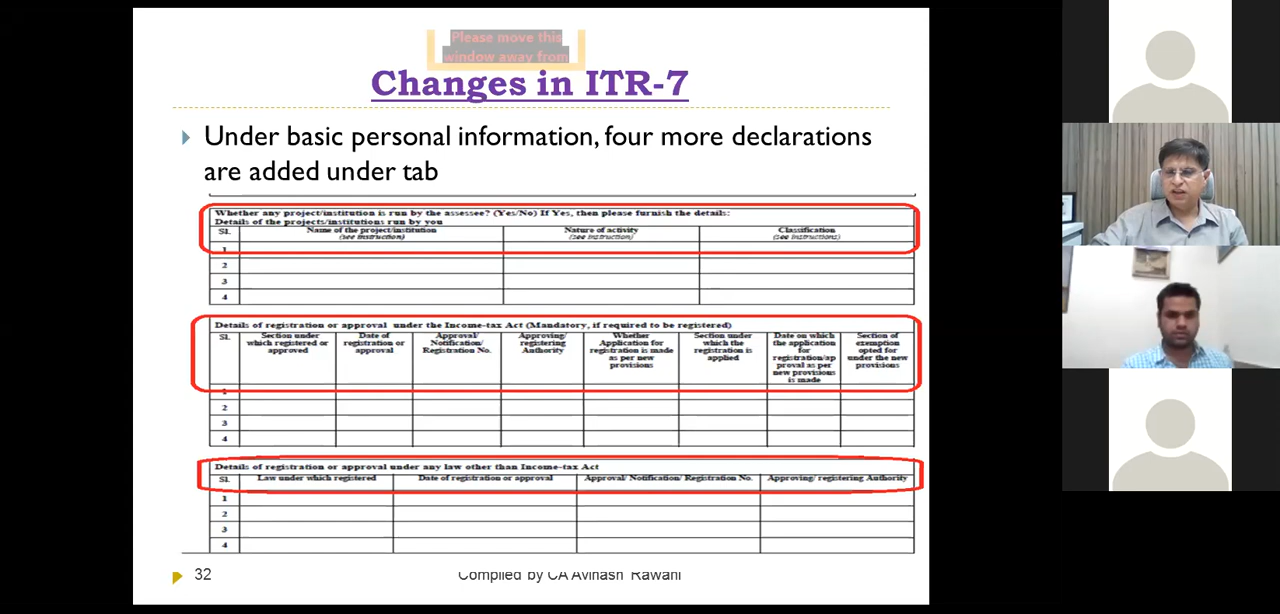 Please move this
window away from
Changes in ITR-7
Under basic personal information, four more declarations
are added under tab
Whether any project/institution is run by the assessee? (Yes/No) If Yes, then please furnish the details:
Details of the projects/institutions run by you
Sl. Name of the project/institution (see instruction) Nature of activity (see instruction) Classification (see instructions)
1
2
3
4
Details of registration or approval under the Income-tax Act (Mandatory, if required to be registered)
Sl. Section under which registered or approved Date of registration or approval Approval/ Notification/ Registration No. Approving/ registering Authority Whether Application for registration is made as per new provisions Section under which the registration is applied Date on which the application for registration/ap proval as per new provisions is made Section of exemption opted for under the new provisions
1
2
3
4
Details of registration or approval under any law other than Income-tax Act
Sl. Law under which registered Date of registration or approval Approval/ Notification/ Registration No. Approving/ registering Authority
1
2
3
4
32 Compiled by CA Avinash Rawani